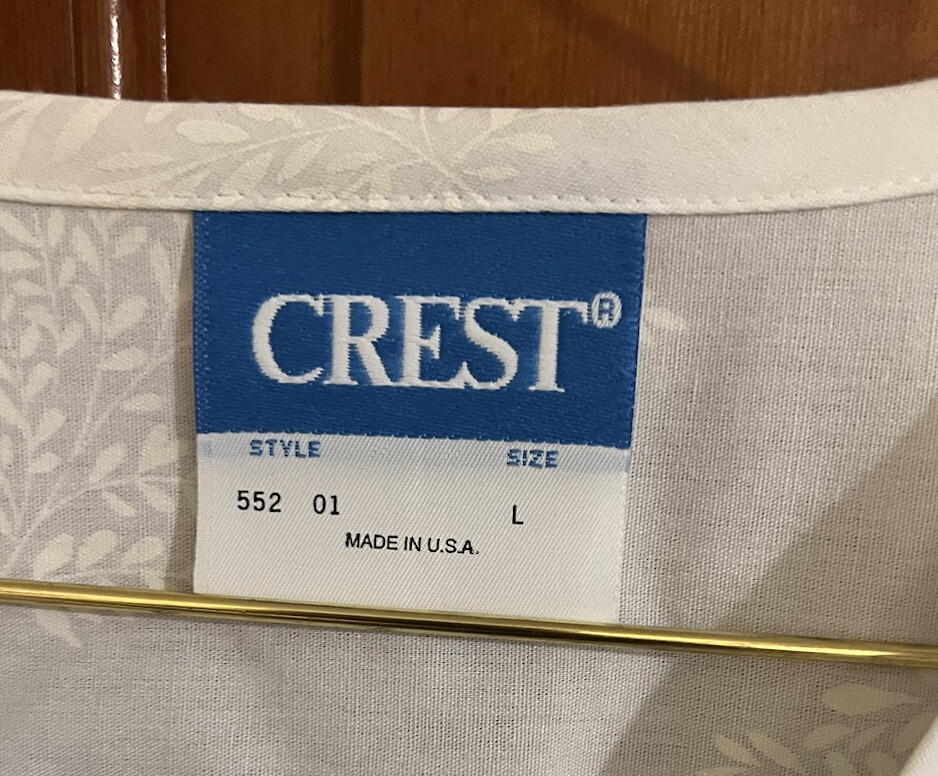 CREST®
STYLE SIZE
552 01 L
MADE IN U.S.A.